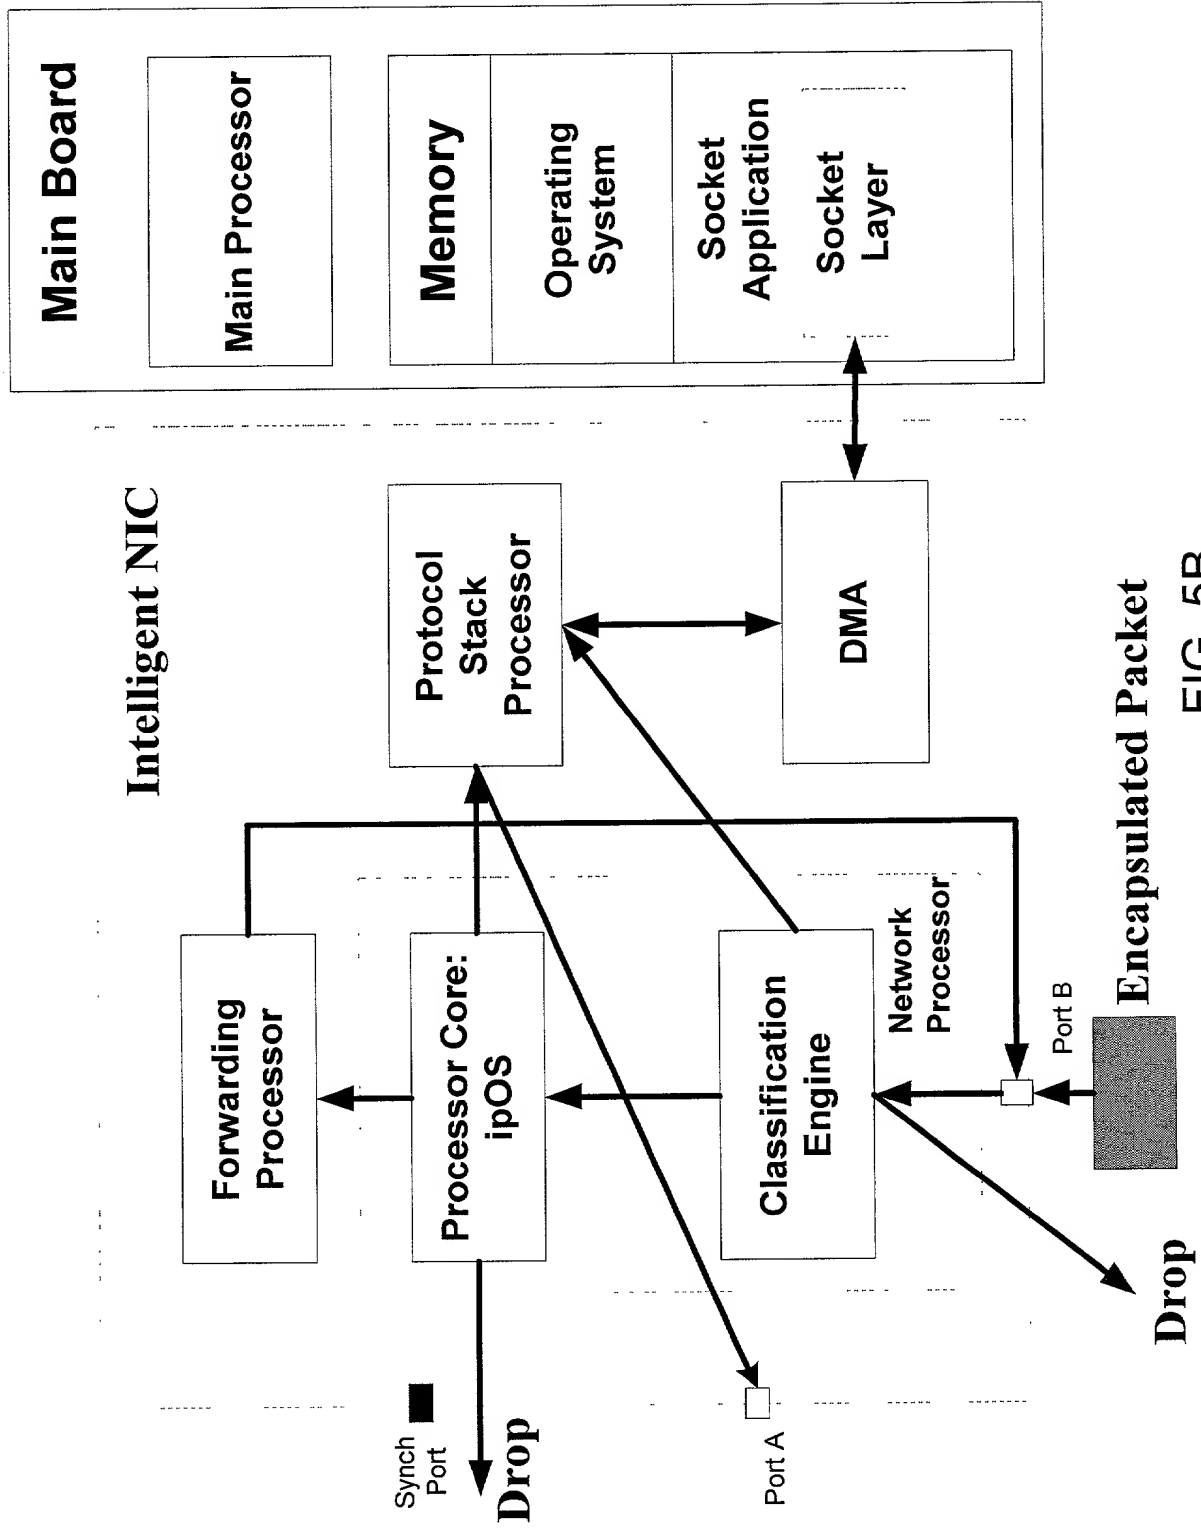 Main Board
Main Processor
Memory
Operating
System
Socket
Application
Socket
Layer
Intelligent NIC
Protocol
Stack
Processor
DMA
Forwarding
Processor
Processor Core:
ipOS
Classification
Engine
Network
Processor
Port B
Encapsulated Packet
Synch
Port
Drop
Port A
Drop
FIG. 5B